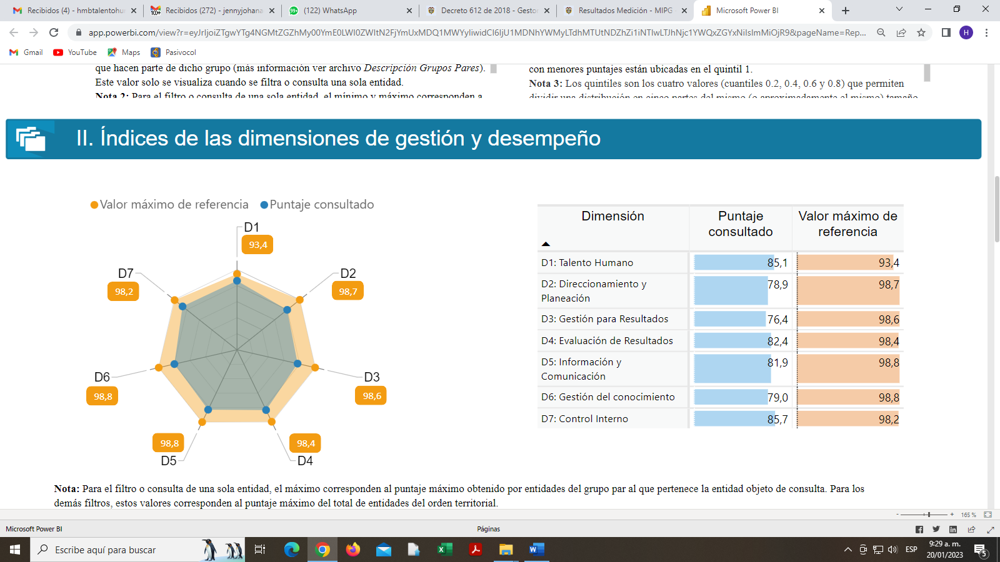 Recibidos (4) - hmbtalentohu
Recibidos (272) - jennyjohana
(122) WhatsApp
Decreto 612 de 2018 - Gestor
Resultados Medición - MIPG
Microsoft Power BI
app.powerbi.com/view?r=eyJrIjoiZTgwYTg4NGMtZGZhMy00YmE0LWI0ZWItN2FjYmUxMDQ1MWYyIiwidCI6IjU1MDNhYWMyLTdhMTUtNDZhZi1iNTIwLTJhNjc1YWQxZGYxNiIsImMiOjR9&pageName=Rep...
H
Gmail
YouTube
Maps
Pasivocol
que hacen parte de dicho grupo (más información ver archivo Descripción Grupos Pares).
Este valor solo se visualiza cuando se filtra o consulta una sola entidad.
Nota 2: Para el filtro o consulta de una sola entidad, el mínimo y máximo corresponden a
con menores puntajes están ubicadas en el quintil 1.
Nota 3: Los quintiles son los cuatro valores (cuantiles 0.2, 0.4, 0.6 y 0.8) que permiten
dividir una distribución en cinco partes del mismo (o aproximadamente el mismo) tamaño
II. Índices de las dimensiones de gestión y desempeño
Valor máximo de referencia
Puntaje consultado
D1
93,4
D2
98,7
D3
98,6
D4
98,4
D5
98,8
D6
98,8
D7
98,2
Dimensión
Puntaje
consultado
Valor máximo de
referencia
D1: Talento Humano 85,1 93,4
D2: Direccionamiento y
Planeación 78,9 98,7
D3: Gestión para Resultados 76,4 98,6
D4: Evaluación de Resultados 82,4 98,4
D5: Información y
Comunicación 81,9 98,8
D6: Gestión del conocimiento 79,0 98,8
D7: Control Interno 85,7 98,2
Nota: Para el filtro o consulta de una sola entidad, el máximo corresponden al puntaje máximo obtenido por entidades del grupo par al que pertenece la entidad objeto de consulta. Para los
demás filtros, estos valores corresponden al puntaje máximo del total de entidades del orden territorial.
- + 165 %
Microsoft Power BI
Páginas
Escribe aquí para buscar
ESP
9:29 a. m.
20/01/2023
5